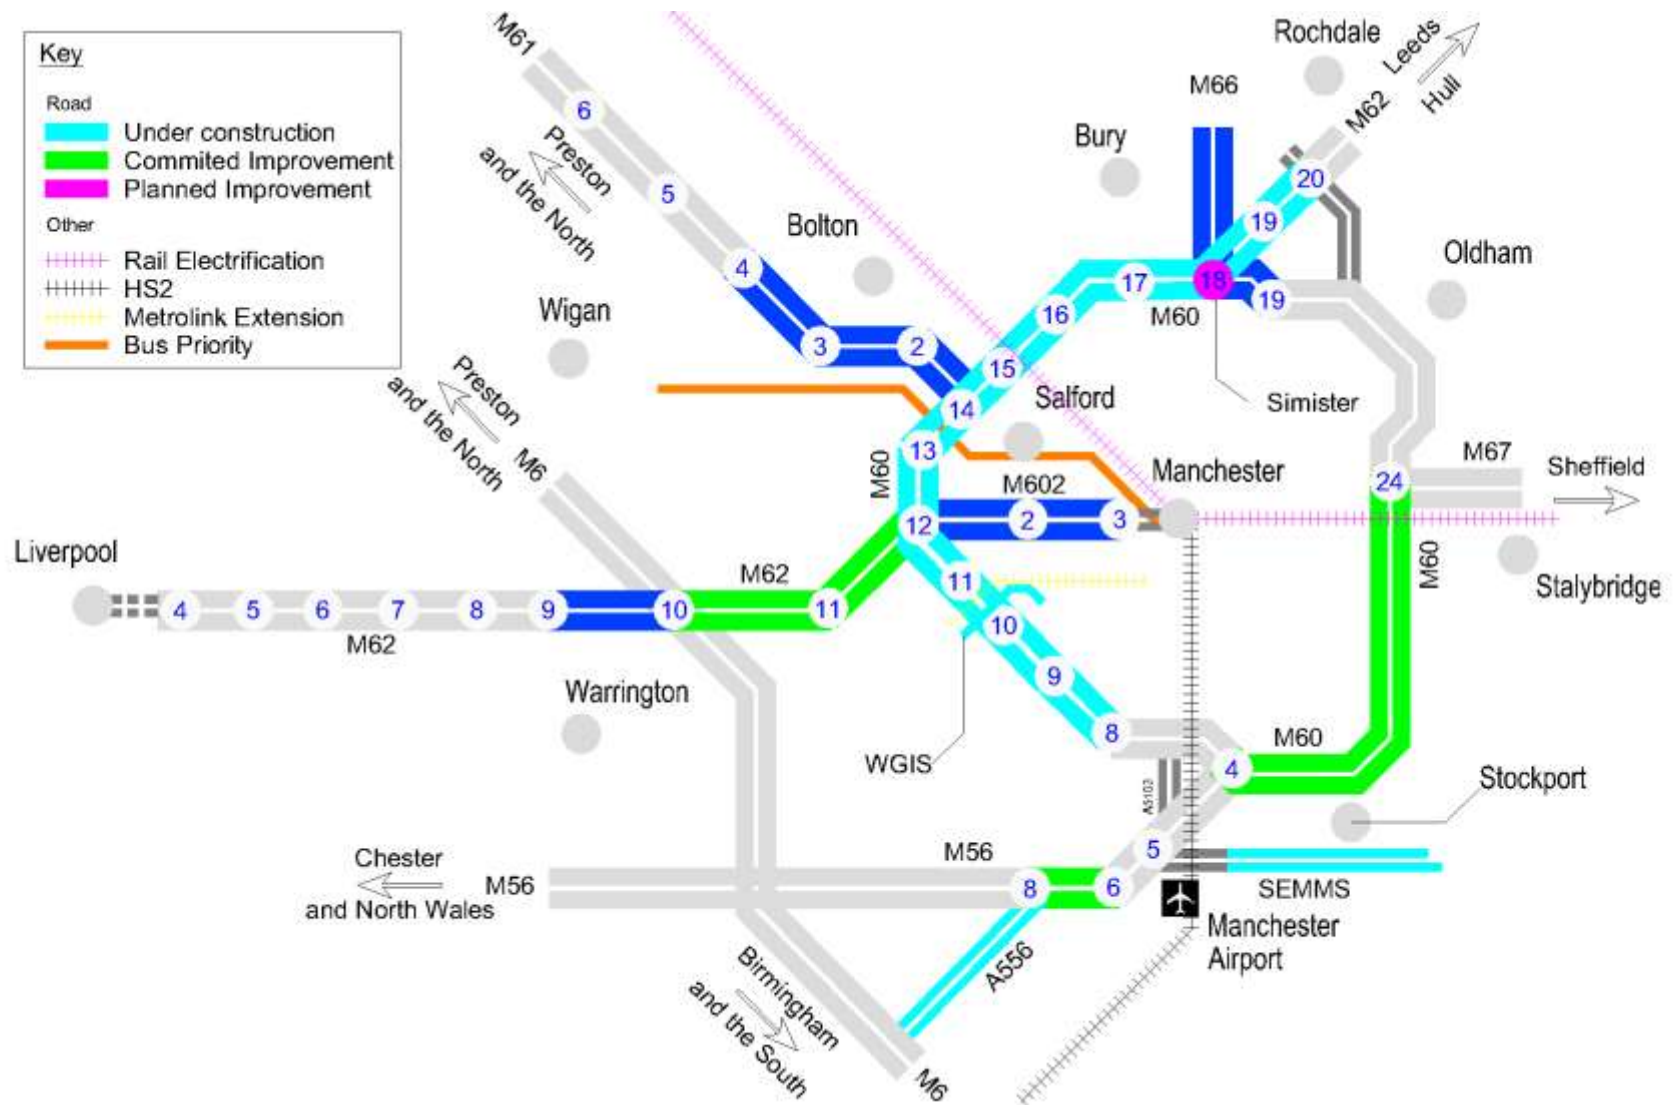 Key
Road
Under construction
Commited Improvement
Planned Improvement
Other
Rail Electrification
HS2
Metrolink Extension
Bus Priority
M61
6
Preston
and the North
5
4
3
2
Bolton
Wigan
Preston
and the North
M6
Rochdale
Leeds
Hull
M62
M66
Bury
20
19
18
17
16
15
14
13
M60
19
Oldham
Simister
Salford
Manchester
M60
M602
12
2
3
24
M67
Sheffield
Stalybridge
M60
Liverpool
4
5
6
7
8
9
10
11
M62
M62
11
10
9
8
WGIS
Warrington
M60
4
Stockport
A5103
5
SEMMS
Manchester
Airport
Chester
and North Wales
M56
M56
8
6
A556
Birmingham
and the South
M6